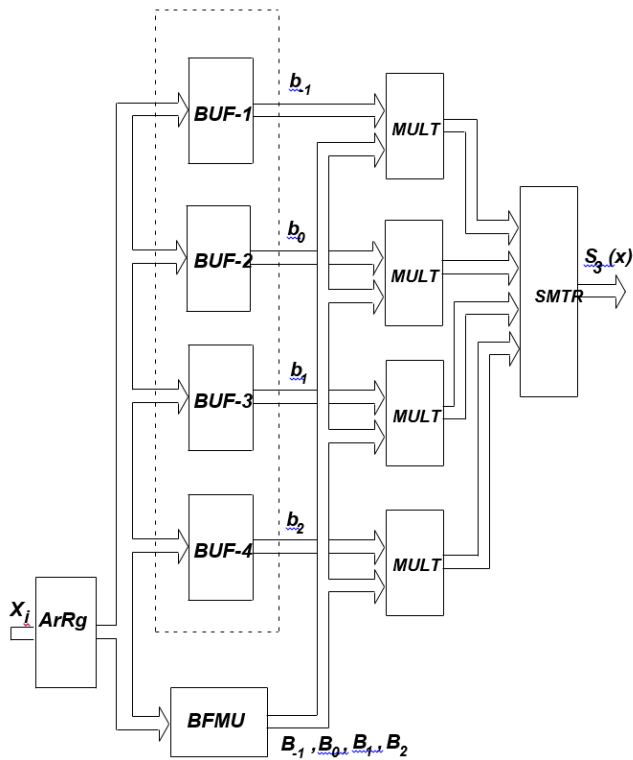 b-1
BUF-1
MULT
b0
BUF-2
MULT
S3(x)
SMTR
b1
BUF-3
MULT
b2
BUF-4
MULT
Xi
ArRg
BFMU
B-1 , B0 , B1 , B2